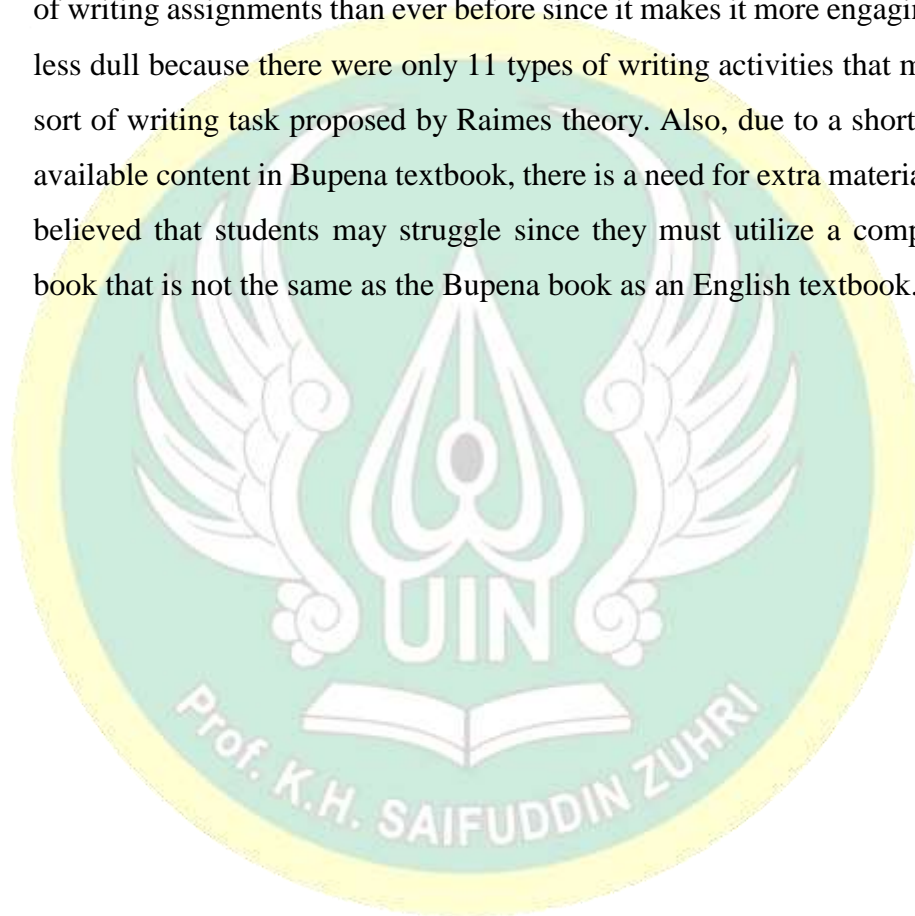 of writing assignments than ever before since it makes it more
less dull because there were only 11 types of writing activities that
sort of writing task proposed by Raimes theory. Also, due to a
available content in Bupena textbook, there is a need for extra
believed that students may struggle since they must utilize a
book that is not the same as the Bupena book as an English textbook.
UIN
Prof. K.H. SAIFUDDIN ZUHRI